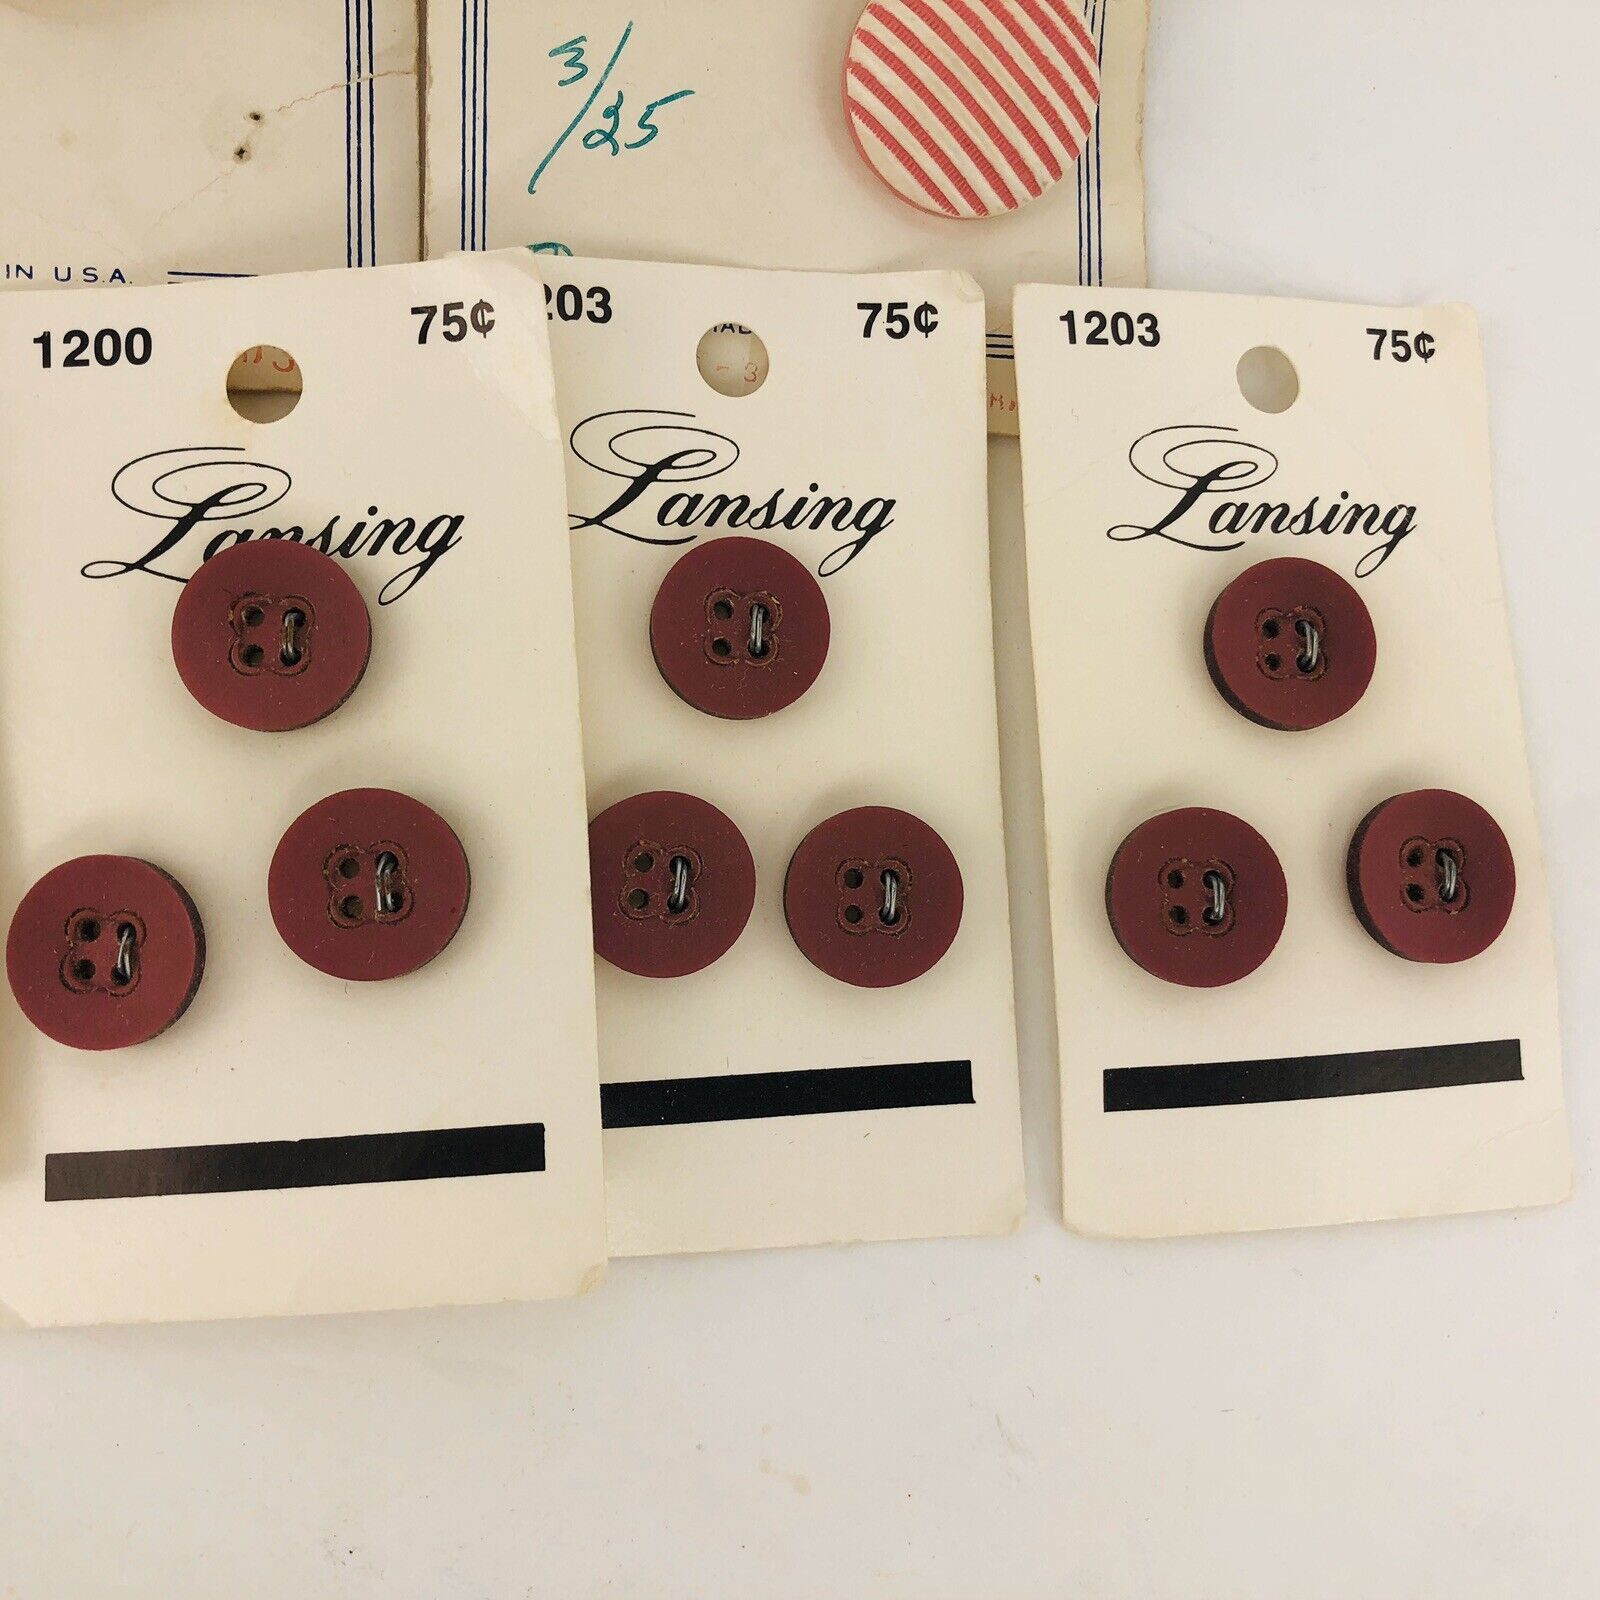 3/25
IN U.S.A.
1200 75¢
Lansing
203 75¢
Lansing
1203 75¢
Lansing